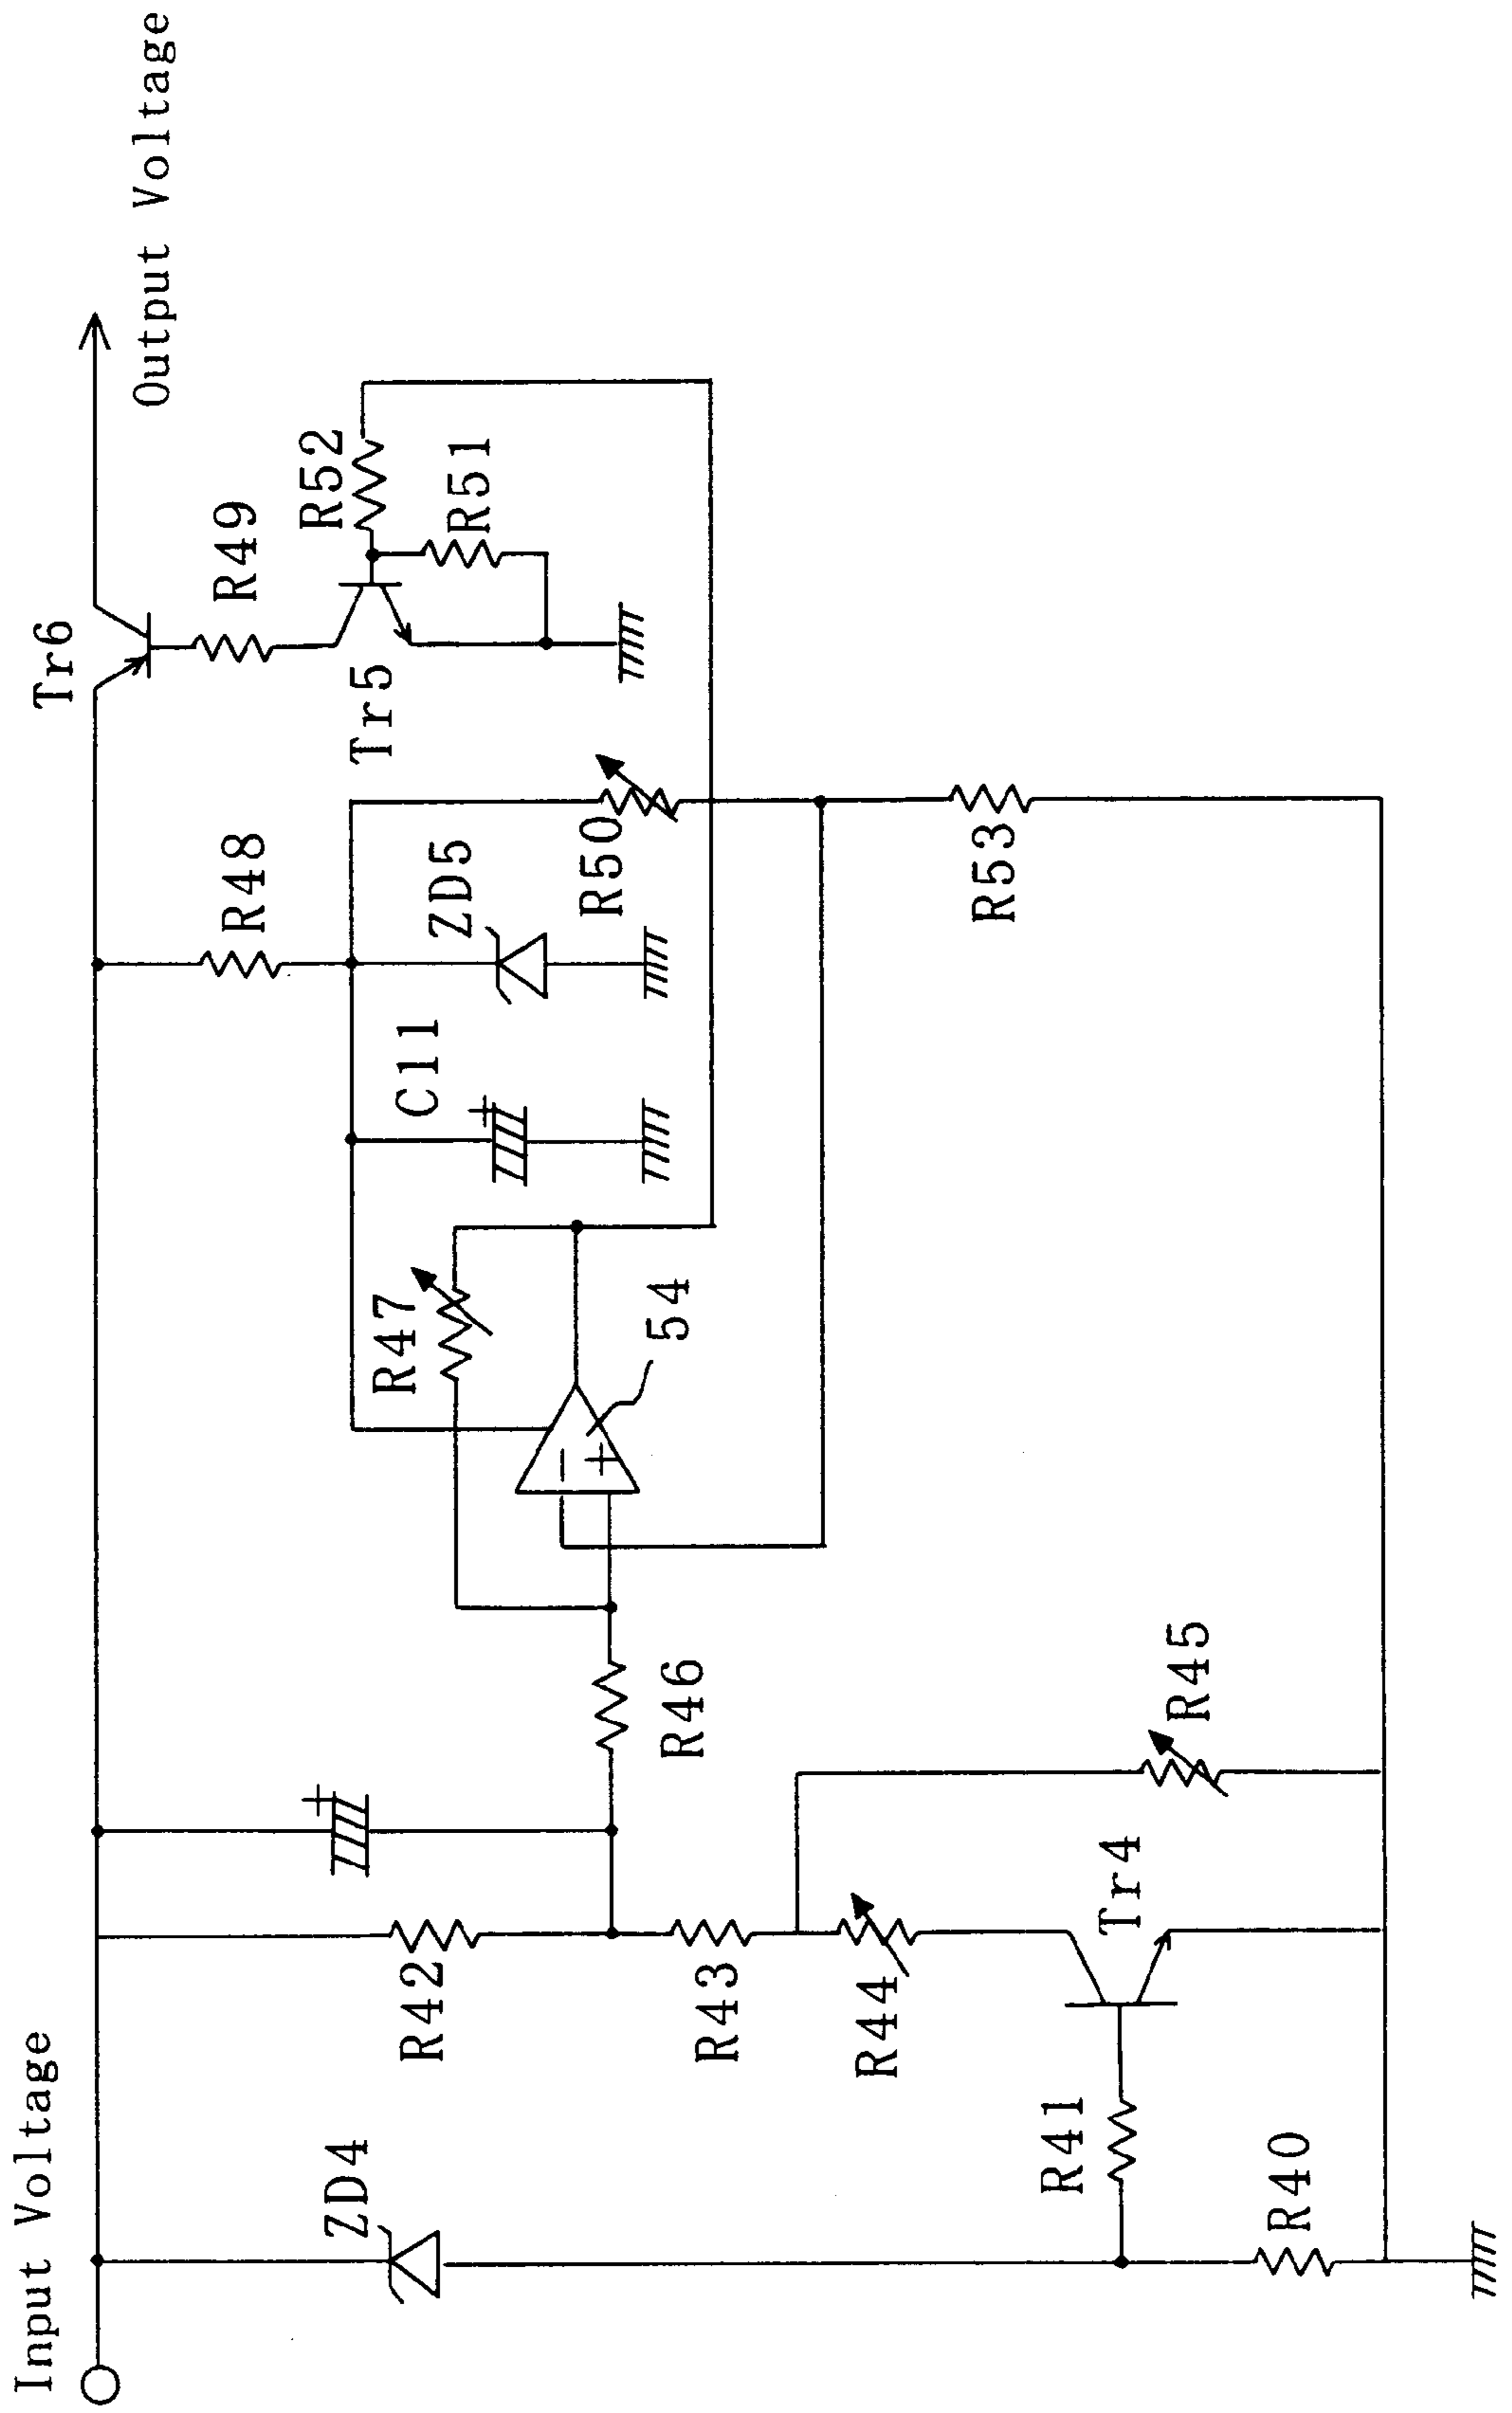 Input Voltage
Output Voltage
Tr6
R49
R48
R52
ZD4
R42
+
R47
C11
+
ZD5
Tr5
R51
R50
−
+
54
R46
R43
R44
R53
R41
Tr4
R45
R40